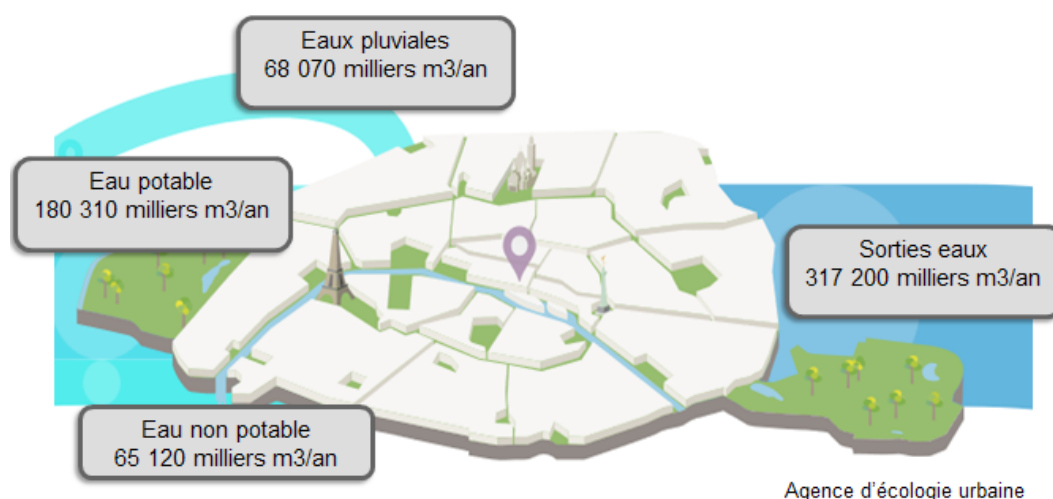 Eaux pluviales
68 070 milliers m3/an
Eau potable
180 310 milliers m3/an
Sorties eaux
317 200 milliers m3/an
Eau non potable
65 120 milliers m3/an
Agence d'écologie urbaine